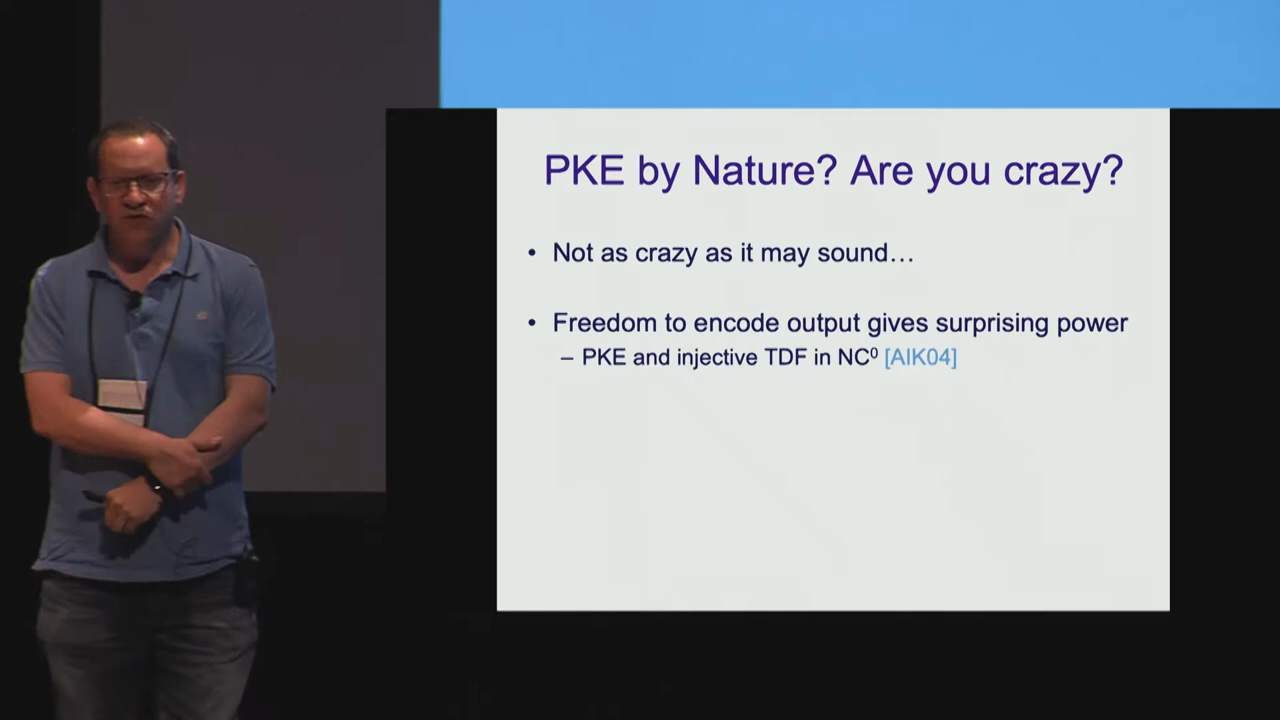 PKE by Nature? Are you crazy?
• Not as crazy as it may sound…
• Freedom to encode output gives surprising power
– PKE and injective TDF in NC⁰ [AIK04]